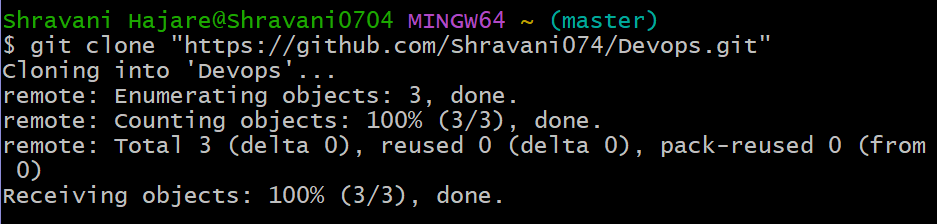 Shravani Hajare@Shravani0704 MINGW64 ~ (master)
$ git clone "https://github.com/Shravani074/Devops.git"
Cloning into 'Devops'...
remote: Enumerating objects: 3, done.
remote: Counting objects: 100% (3/3), done.
remote: Total 3 (delta 0), reused 0 (delta 0), pack-reused 0 (from
 0)
Receiving objects: 100% (3/3), done.